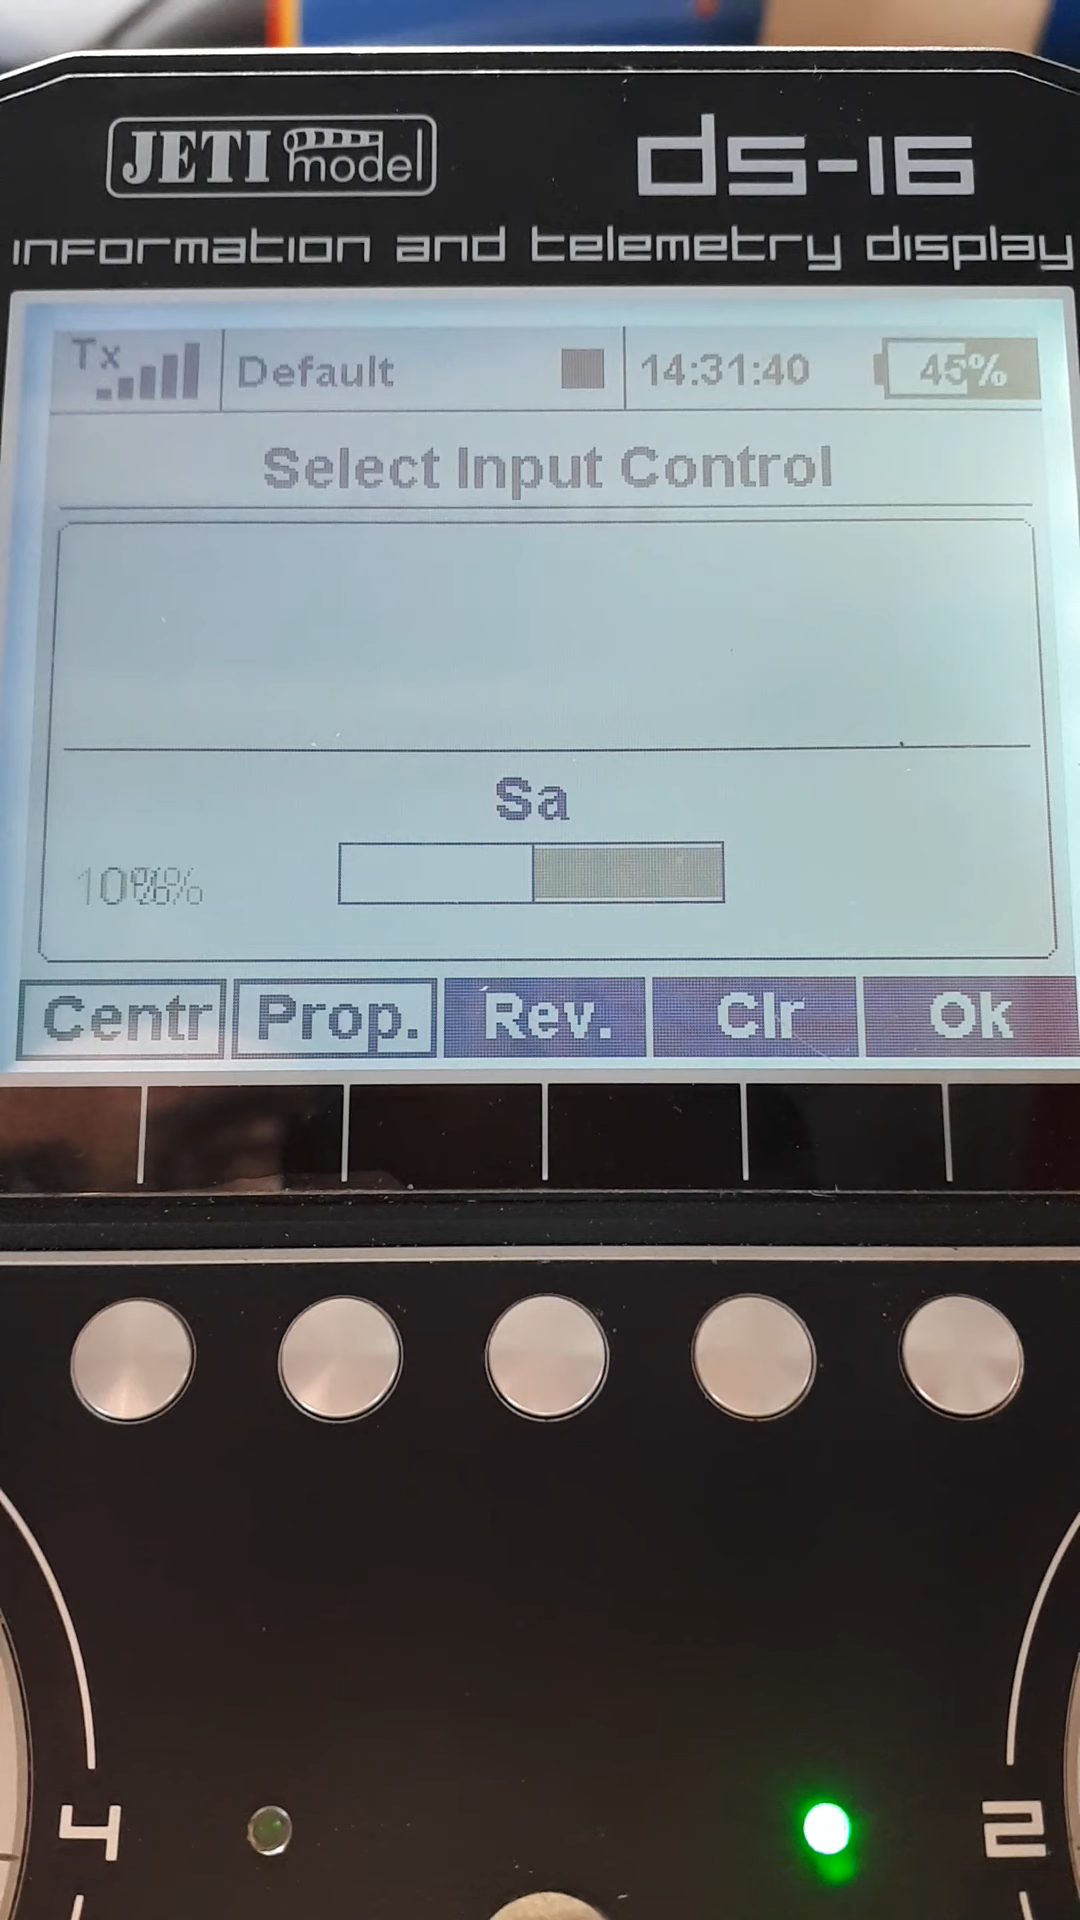 JETI model
DS-16
information and telemetry display
Tx Default 14:31:40 45%
Select Input Control
Sa
Centr Prop. Rev. Clr Ok
4 2